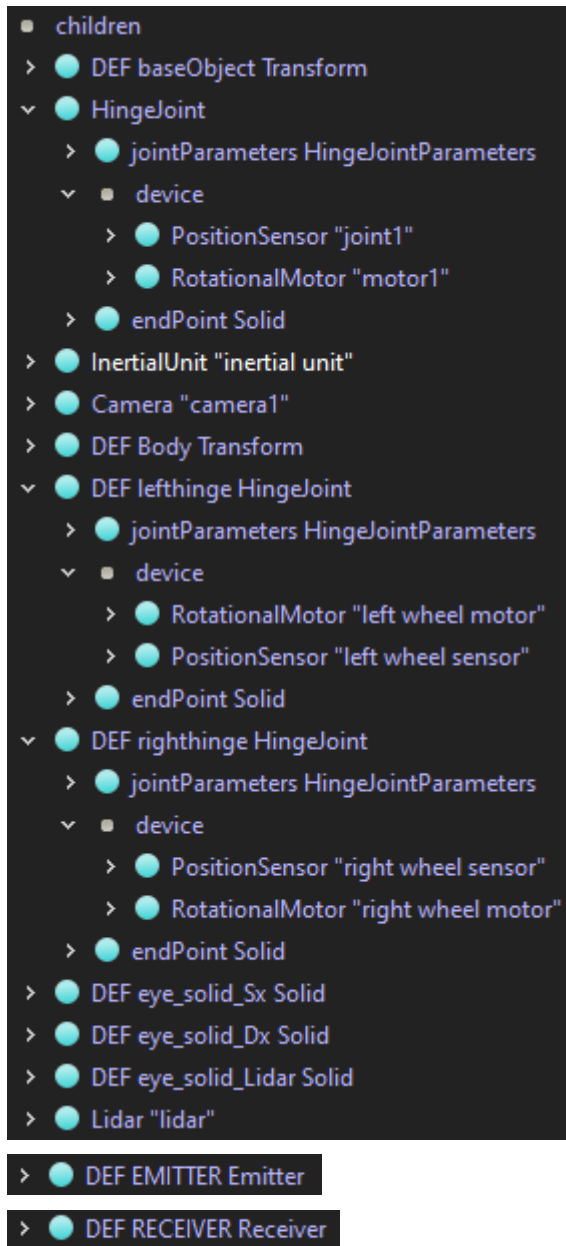 children
DEF baseObject Transform
HingeJoint
jointParameters HingeJointParameters
device
PositionSensor "joint1"
RotationalMotor "motor1"
endPoint Solid
InertialUnit "inertial unit"
Camera "camera1"
DEF Body Transform
DEF lefthinge HingeJoint
jointParameters HingeJointParameters
device
RotationalMotor "left wheel motor"
PositionSensor "left wheel sensor"
endPoint Solid
DEF righthinge HingeJoint
jointParameters HingeJointParameters
device
PositionSensor "right wheel sensor"
RotationalMotor "right wheel motor"
endPoint Solid
DEF eye_solid_Sx Solid
DEF eye_solid_Dx Solid
DEF eye_solid_Lidar Solid
Lidar "lidar"
DEF EMITTER Emitter
DEF RECEIVER Receiver